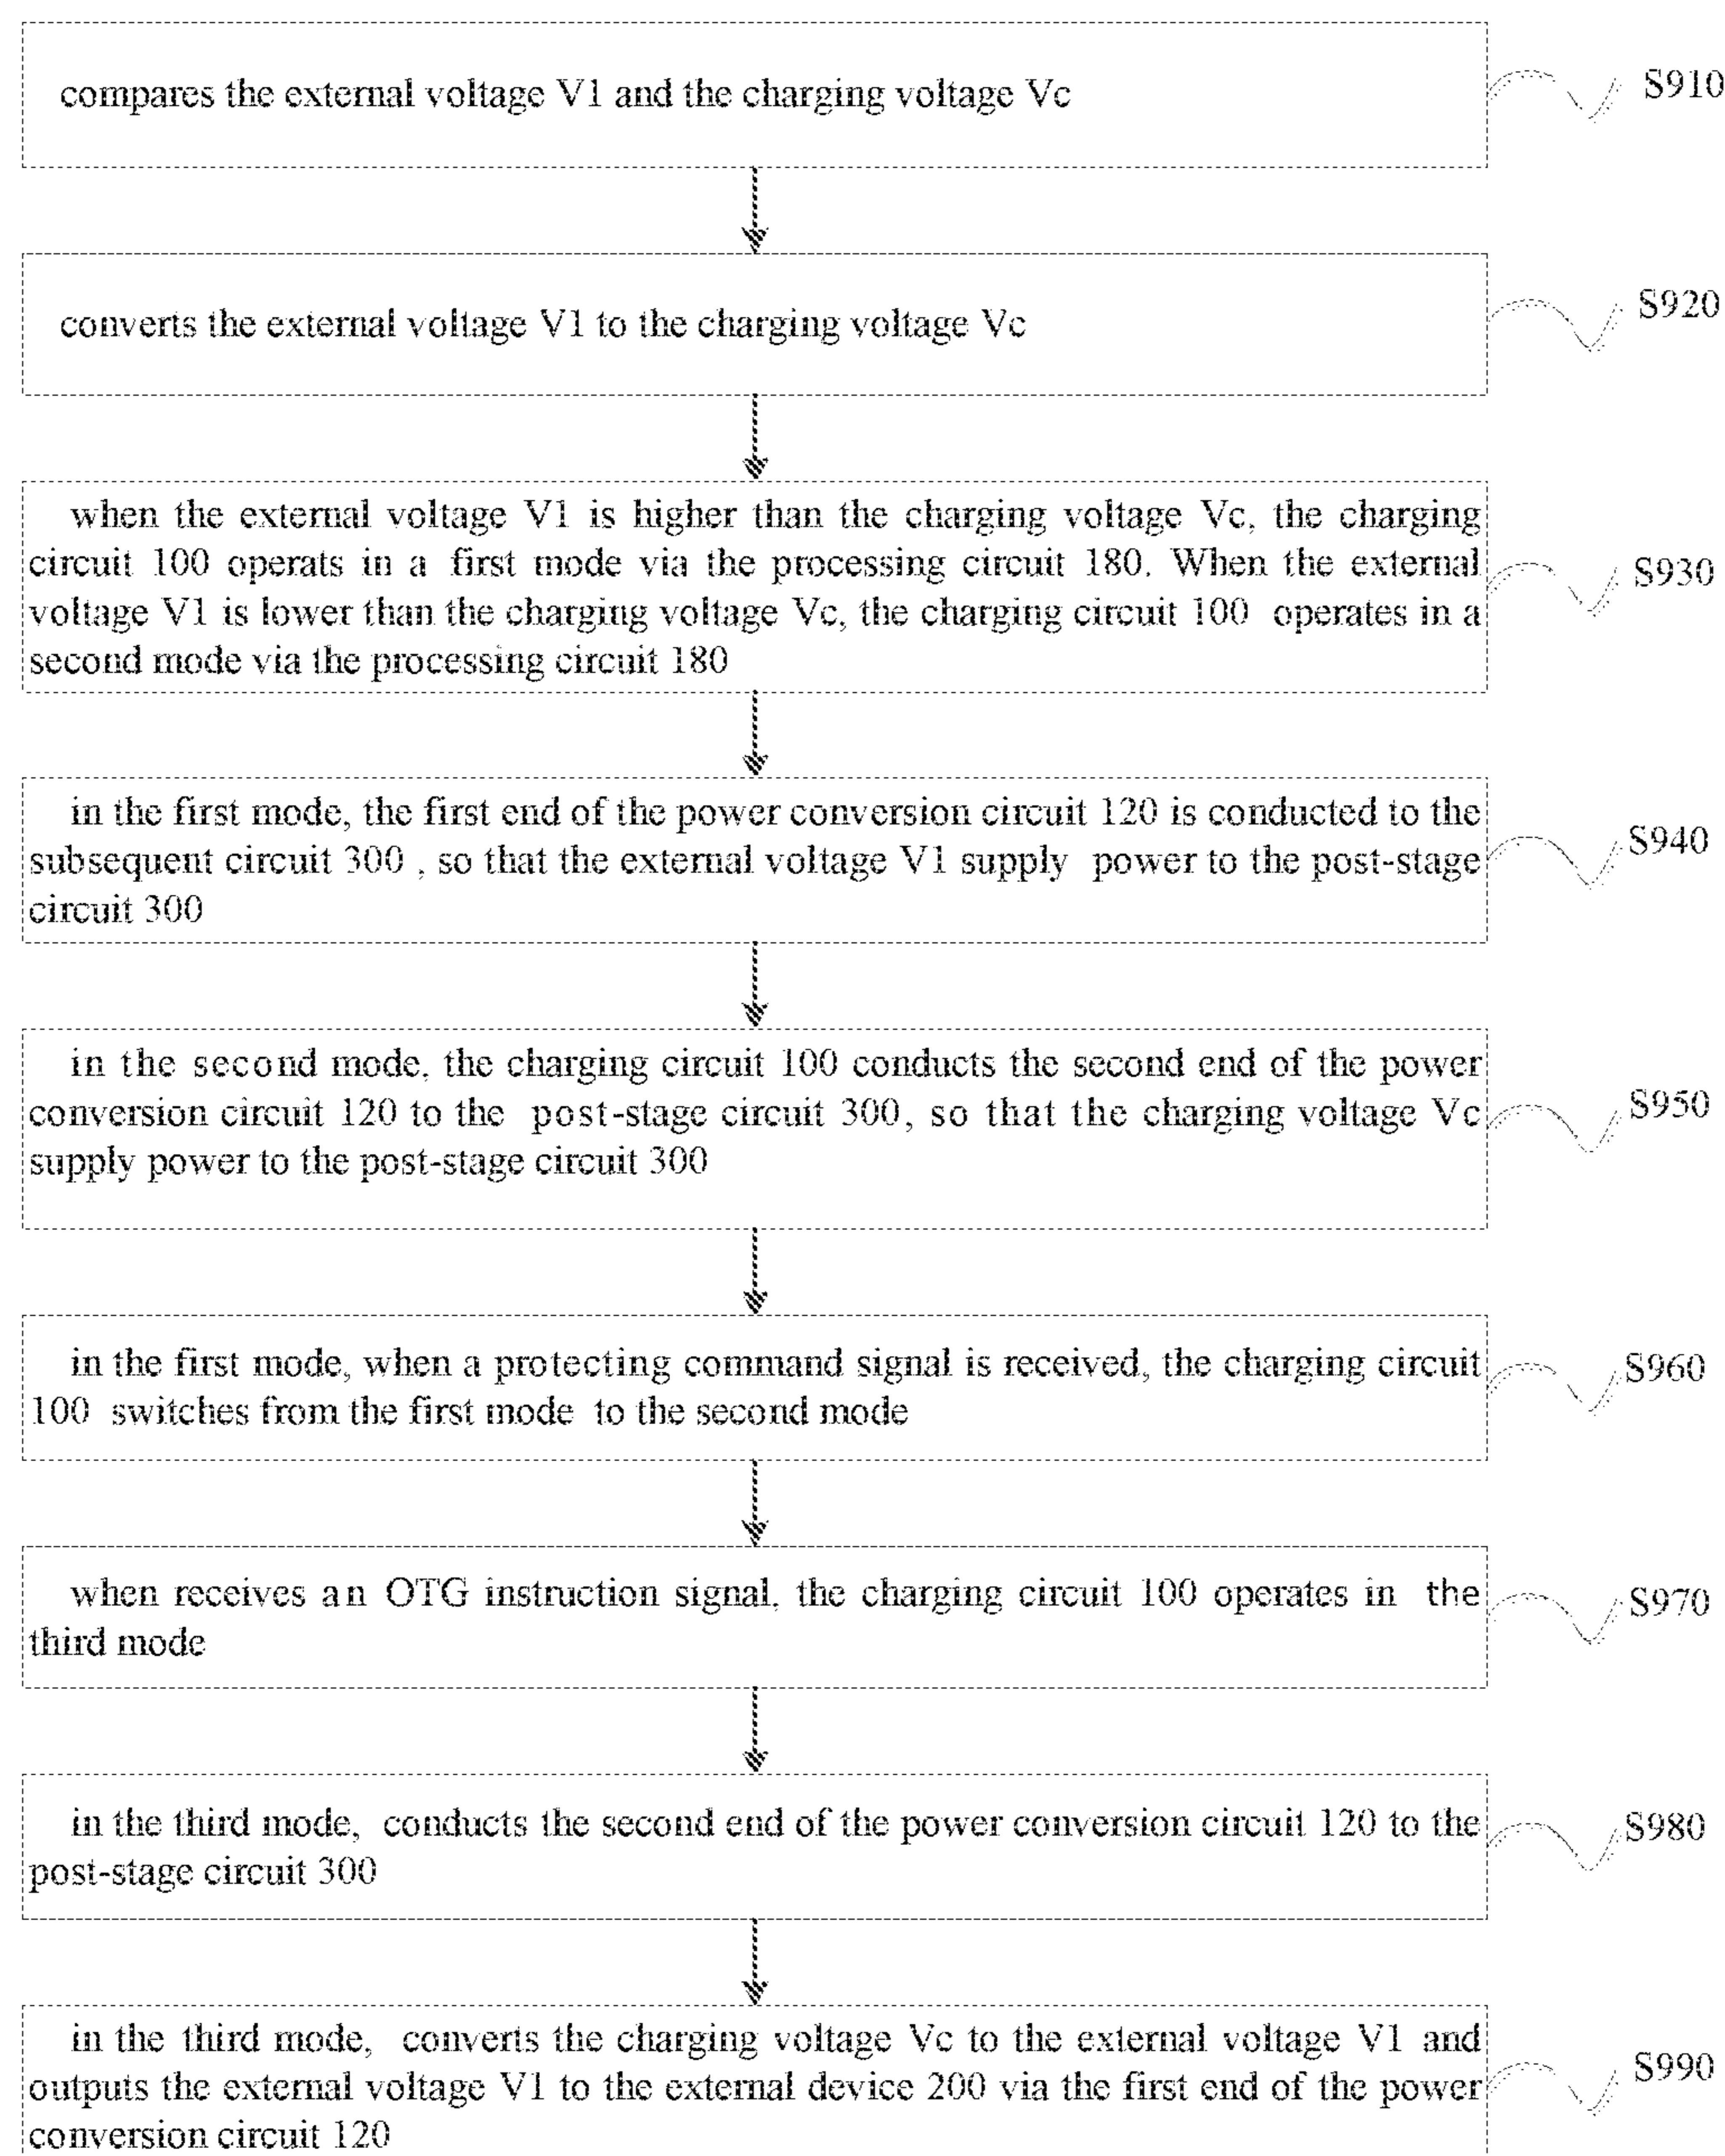 compares the external voltage V1 and the charging voltage Vc
S910
converts the external voltage V1 to the charging voltage Vc
S920
when the external voltage V1 is higher than the charging voltage Vc, the charging
circuit 100 operats in a first mode via the processing circuit 180. When the external
voltage V1 is lower than the charging voltage Vc, the charging circuit 100 operates in a
second mode via the processing circuit 180
S930
in the first mode, the first end of the power conversion circuit 120 is conducted to the
subsequent circuit 300 , so that the external voltage V1 supply power to the post-stage
circuit 300
S940
in the second mode, the charging circuit 100 conducts the second end of the power
conversion circuit 120 to the post-stage circuit 300, so that the charging voltage Vc
supply power to the post-stage circuit 300
S950
in the first mode, when a protecting command signal is received, the charging circuit
100 switches from the first mode to the second mode
S960
when receives an OTG instruction signal, the charging circuit 100 operates in the
third mode
S970
in the third mode, conducts the second end of the power conversion circuit 120 to the
post-stage circuit 300
S980
in the third mode, converts the charging voltage Vc to the external voltage V1 and
outputs the external voltage V1 to the external device 200 via the first end of the power
conversion circuit 120
S990